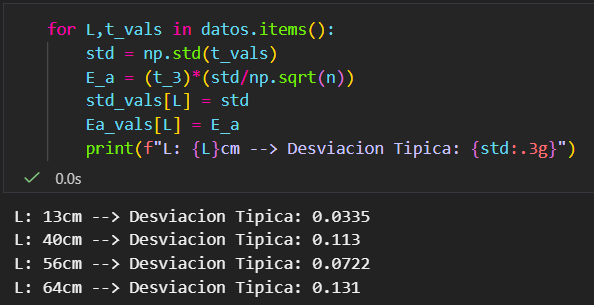 for L,t_vals in datos.items():
std = np.std(t_vals)
E_a = (t_3)*(std/np.sqrt(n))
std_vals[L] = std
Ea_vals[L] = E_a
print(f"L: {L}cm --> Desviacion Tipica: {std:.3g}")
0.0s
L: 13cm --> Desviacion Tipica: 0.0335
L: 40cm --> Desviacion Tipica: 0.113
L: 56cm --> Desviacion Tipica: 0.0722
L: 64cm --> Desviacion Tipica: 0.131